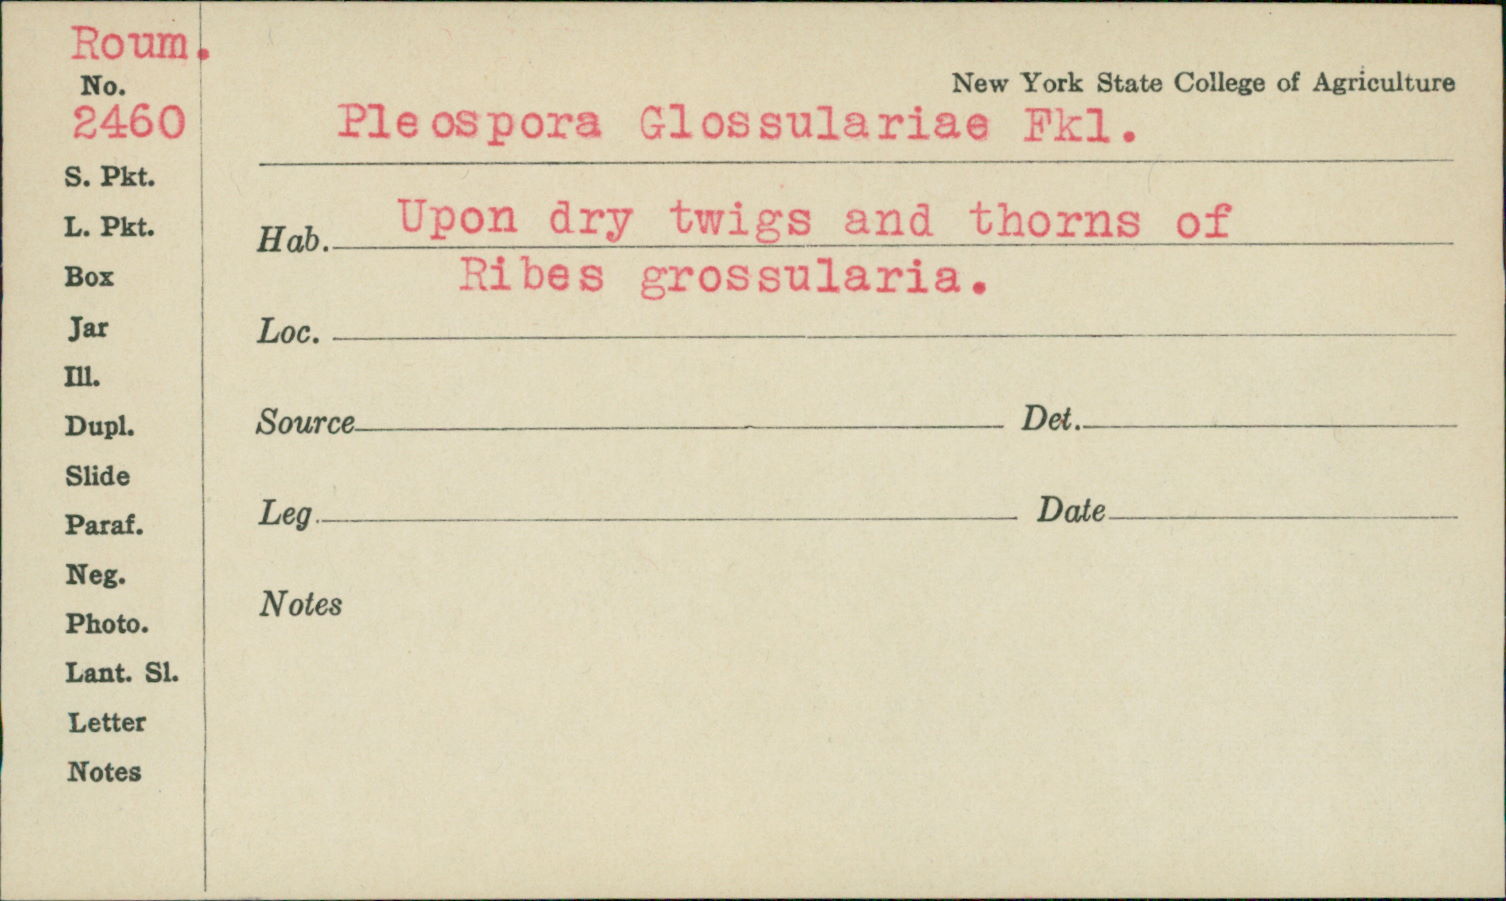 Roum.
No.
2460
S. Pkt.
L. Pkt.
Box
Jar
Ill.
Dupl.
Slide
Paraf.
Neg.
Photo.
Lant. Sl.
Letter
Notes
New York State College of Agriculture
Pleospora Glossulariae Fkl.
Hab. Upon dry twigs and thorns of
Ribes grossularia.
Loc.
Source Det.
Leg. Date
Notes